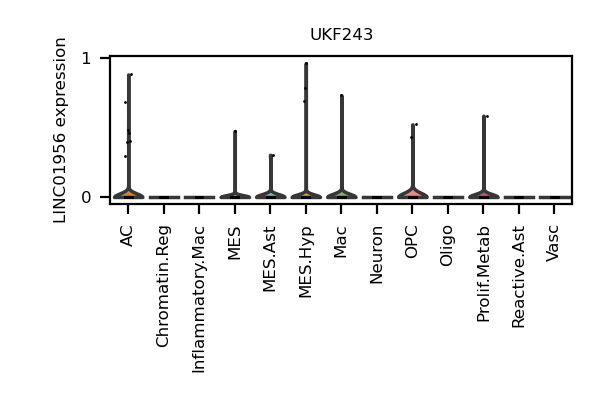 UKF243
LINC01956 expression
1
0
AC
Chromatin.Reg
Inflammatory.Mac
MES
MES.Ast
MES.Hyp
Mac
Neuron
OPC
Oligo
Prolif.Metab
Reactive.Ast
Vasc